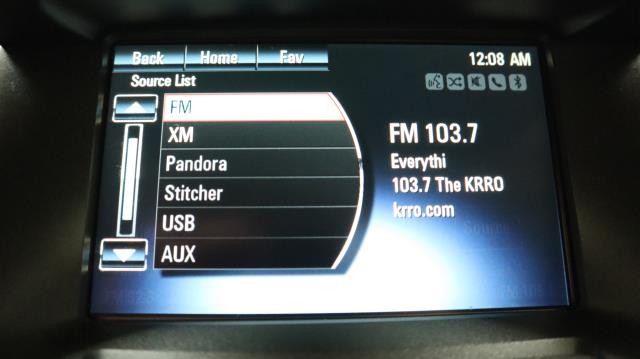 Back Home Fav
12:08 AM
Source List
FM
XM
Pandora
Stitcher
USB
AUX
FM 103.7
Everythi
103.7 The KRRO
krro.com
Source